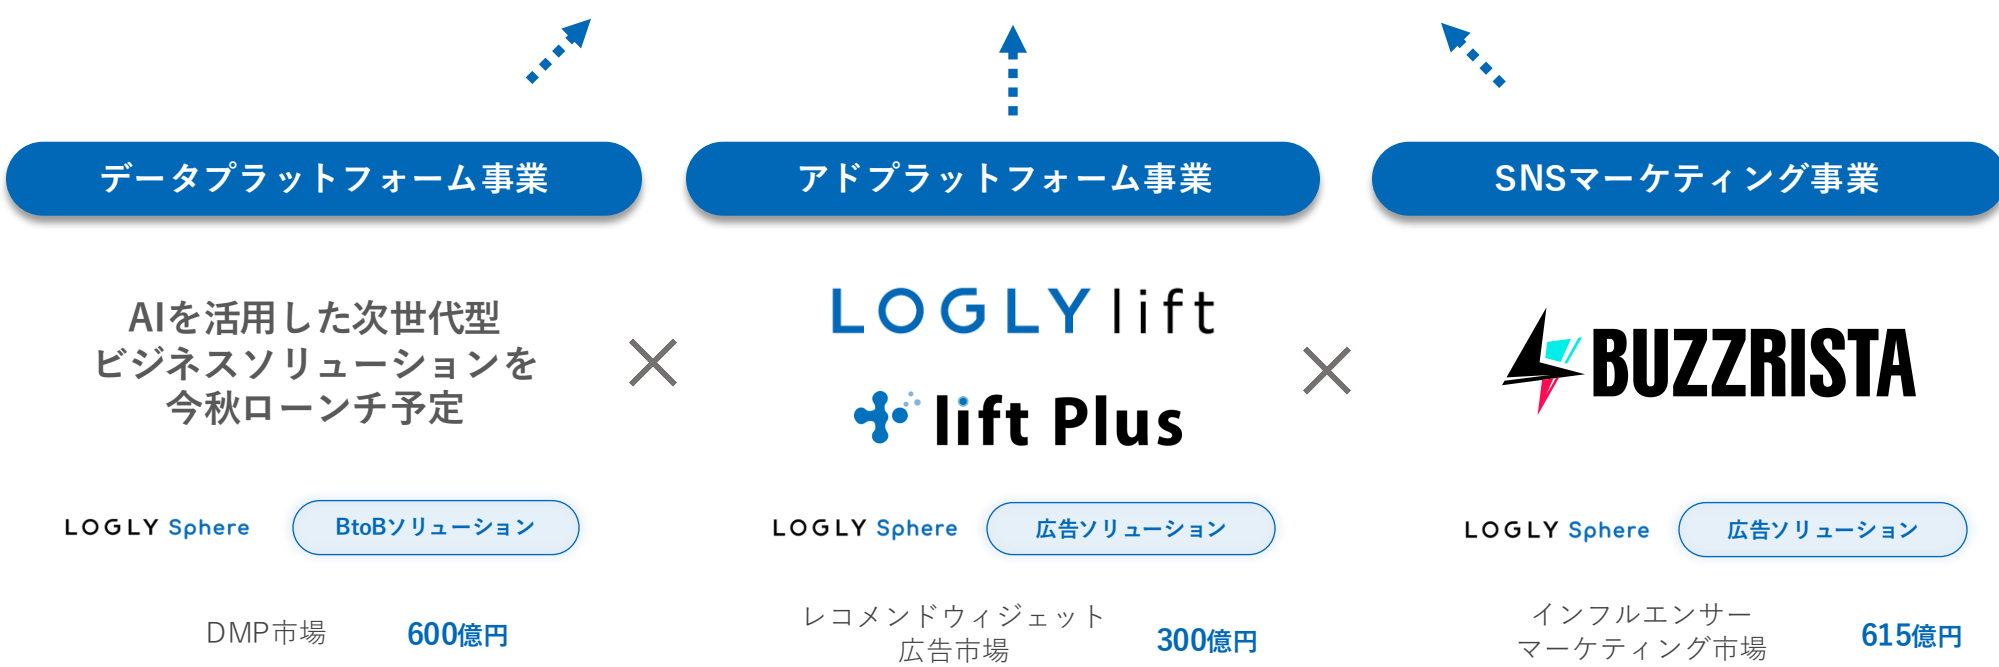 データプラットフォーム事業
AIを活用した次世代型
ビジネスソリューションを
今秋ローンチ予定
LOGLY Sphere
BtoBソリューション
DMP市場
600億円
アドプラットフォーム事業
LOGLY lift
lift Plus
LOGLY Sphere
広告ソリューション
レコメンドウィジェット
広告市場
300億円
SNSマーケティング事業
BUZZRISTA
LOGLY Sphere
広告ソリューション
インフルエンサー
マーケティング市場
615億円